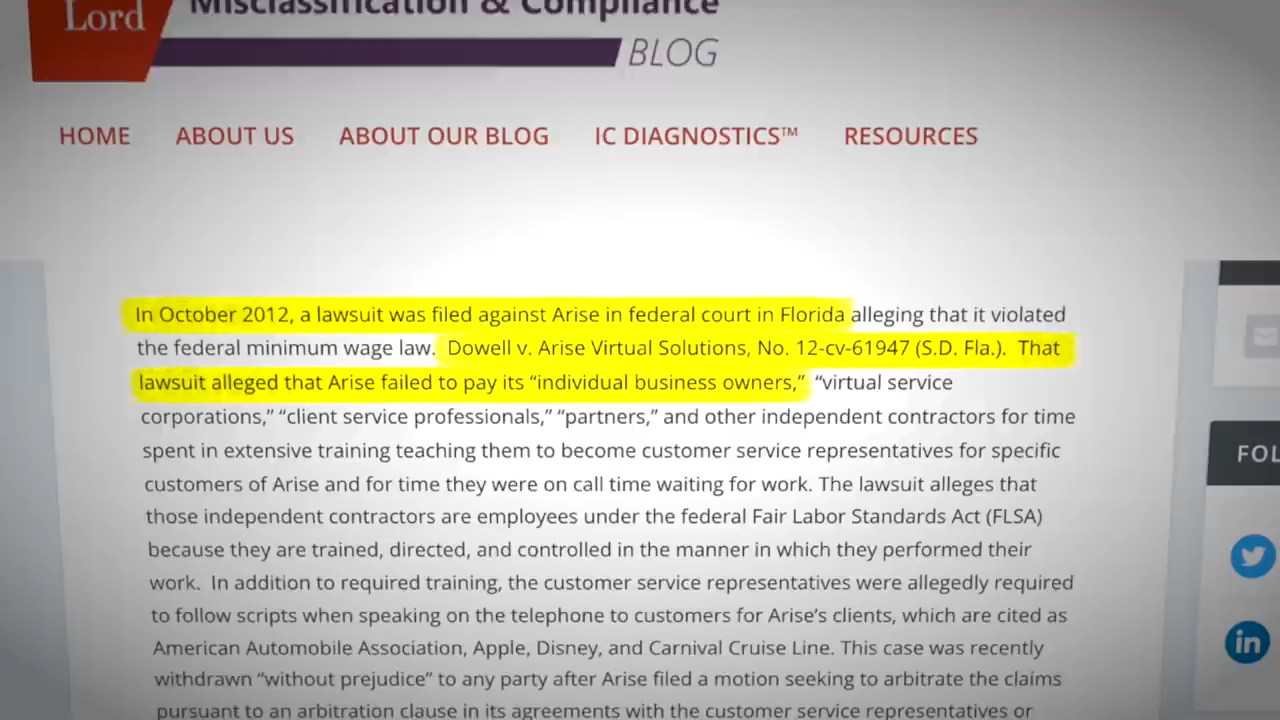 Lord
Misclassification & Compliance
BLOG
HOME ABOUT US ABOUT OUR BLOG IC DIAGNOSTICS™ RESOURCES
In October 2012, a lawsuit was filed against Arise in federal court in Florida alleging that it violated
the federal minimum wage law. Dowell v. Arise Virtual Solutions, No. 12-cv-61947 (S.D. Fla.). That
lawsuit alleged that Arise failed to pay its “individual business owners,” “virtual service
corporations,” “client service professionals,” “partners,” and other independent contractors for time
spent in extensive training teaching them to become customer service representatives for specific
customers of Arise and for time they were on call time waiting for work. The lawsuit alleges that
those independent contractors are employees under the federal Fair Labor Standards Act (FLSA)
because they are trained, directed, and controlled in the manner in which they performed their
work. In addition to required training, the customer service representatives were allegedly required
to follow scripts when speaking on the telephone to customers for Arise’s clients, which are cited as
American Automobile Association, Apple, Disney, and Carnival Cruise Line. This case was recently
withdrawn “without prejudice” to any party after Arise filed a motion seeking to arbitrate the claims
pursuant to an arbitration clause in its agreements with the customer service representatives or
FOL
in